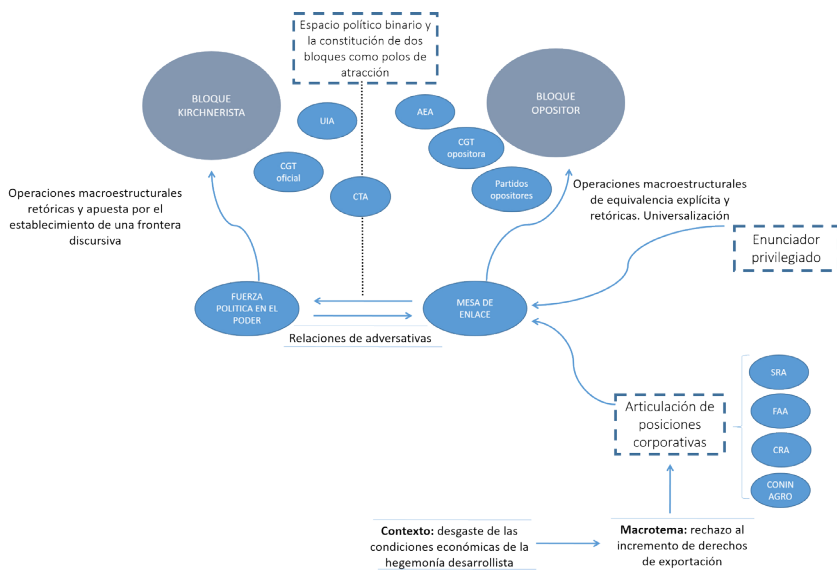 Espacio político binario y
la constitución de dos
bloques como polos de
atracción
BLOQUE
KIRCHNERISTA
BLOQUE
OPOSITOR
UIA
AEA
CGT
oficial
CGT
opositora
CTA
Partidos
opositores
Operaciones macroestructurales
retóricas y apuesta por el
establecimiento de una frontera
discursiva
Operaciones macroestructurales
de equivalencia explícita y
retóricas. Universalización
Enunciador
privilegiado
FUERZA
POLITICA EN EL
PODER
MESA DE
ENLACE
Relaciones de adversativas
Articulación de
posiciones
corporativas
SRA
FAA
CRA
CONIN
AGRO
Contexto: desgaste de las
condiciones económicas de la
hegemonía desarrollista
Macrotema: rechazo al
incremento de derechos
de exportación